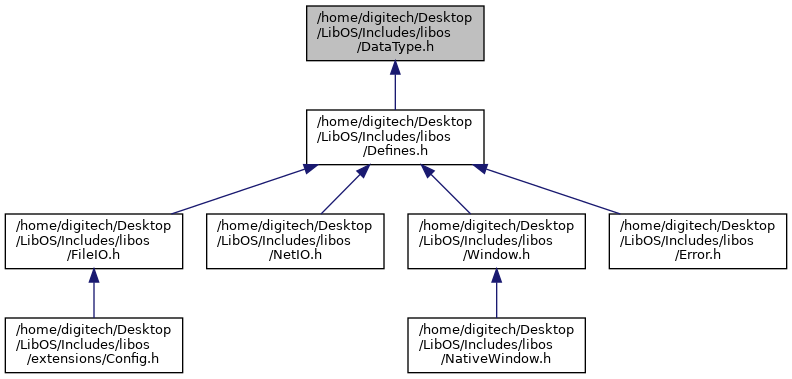 /home/digitech/Desktop
/LibOS/Includes/libos
/DataType.h
/home/digitech/Desktop
/LibOS/Includes/libos
/Defines.h
/home/digitech/Desktop
/LibOS/Includes/libos
/FileIO.h
/home/digitech/Desktop
/LibOS/Includes/libos
/NetIO.h
/home/digitech/Desktop
/LibOS/Includes/libos
/Window.h
/home/digitech/Desktop
/LibOS/Includes/libos
/Error.h
/home/digitech/Desktop
/LibOS/Includes/libos
/extensions/Config.h
/home/digitech/Desktop
/LibOS/Includes/libos
/NativeWindow.h